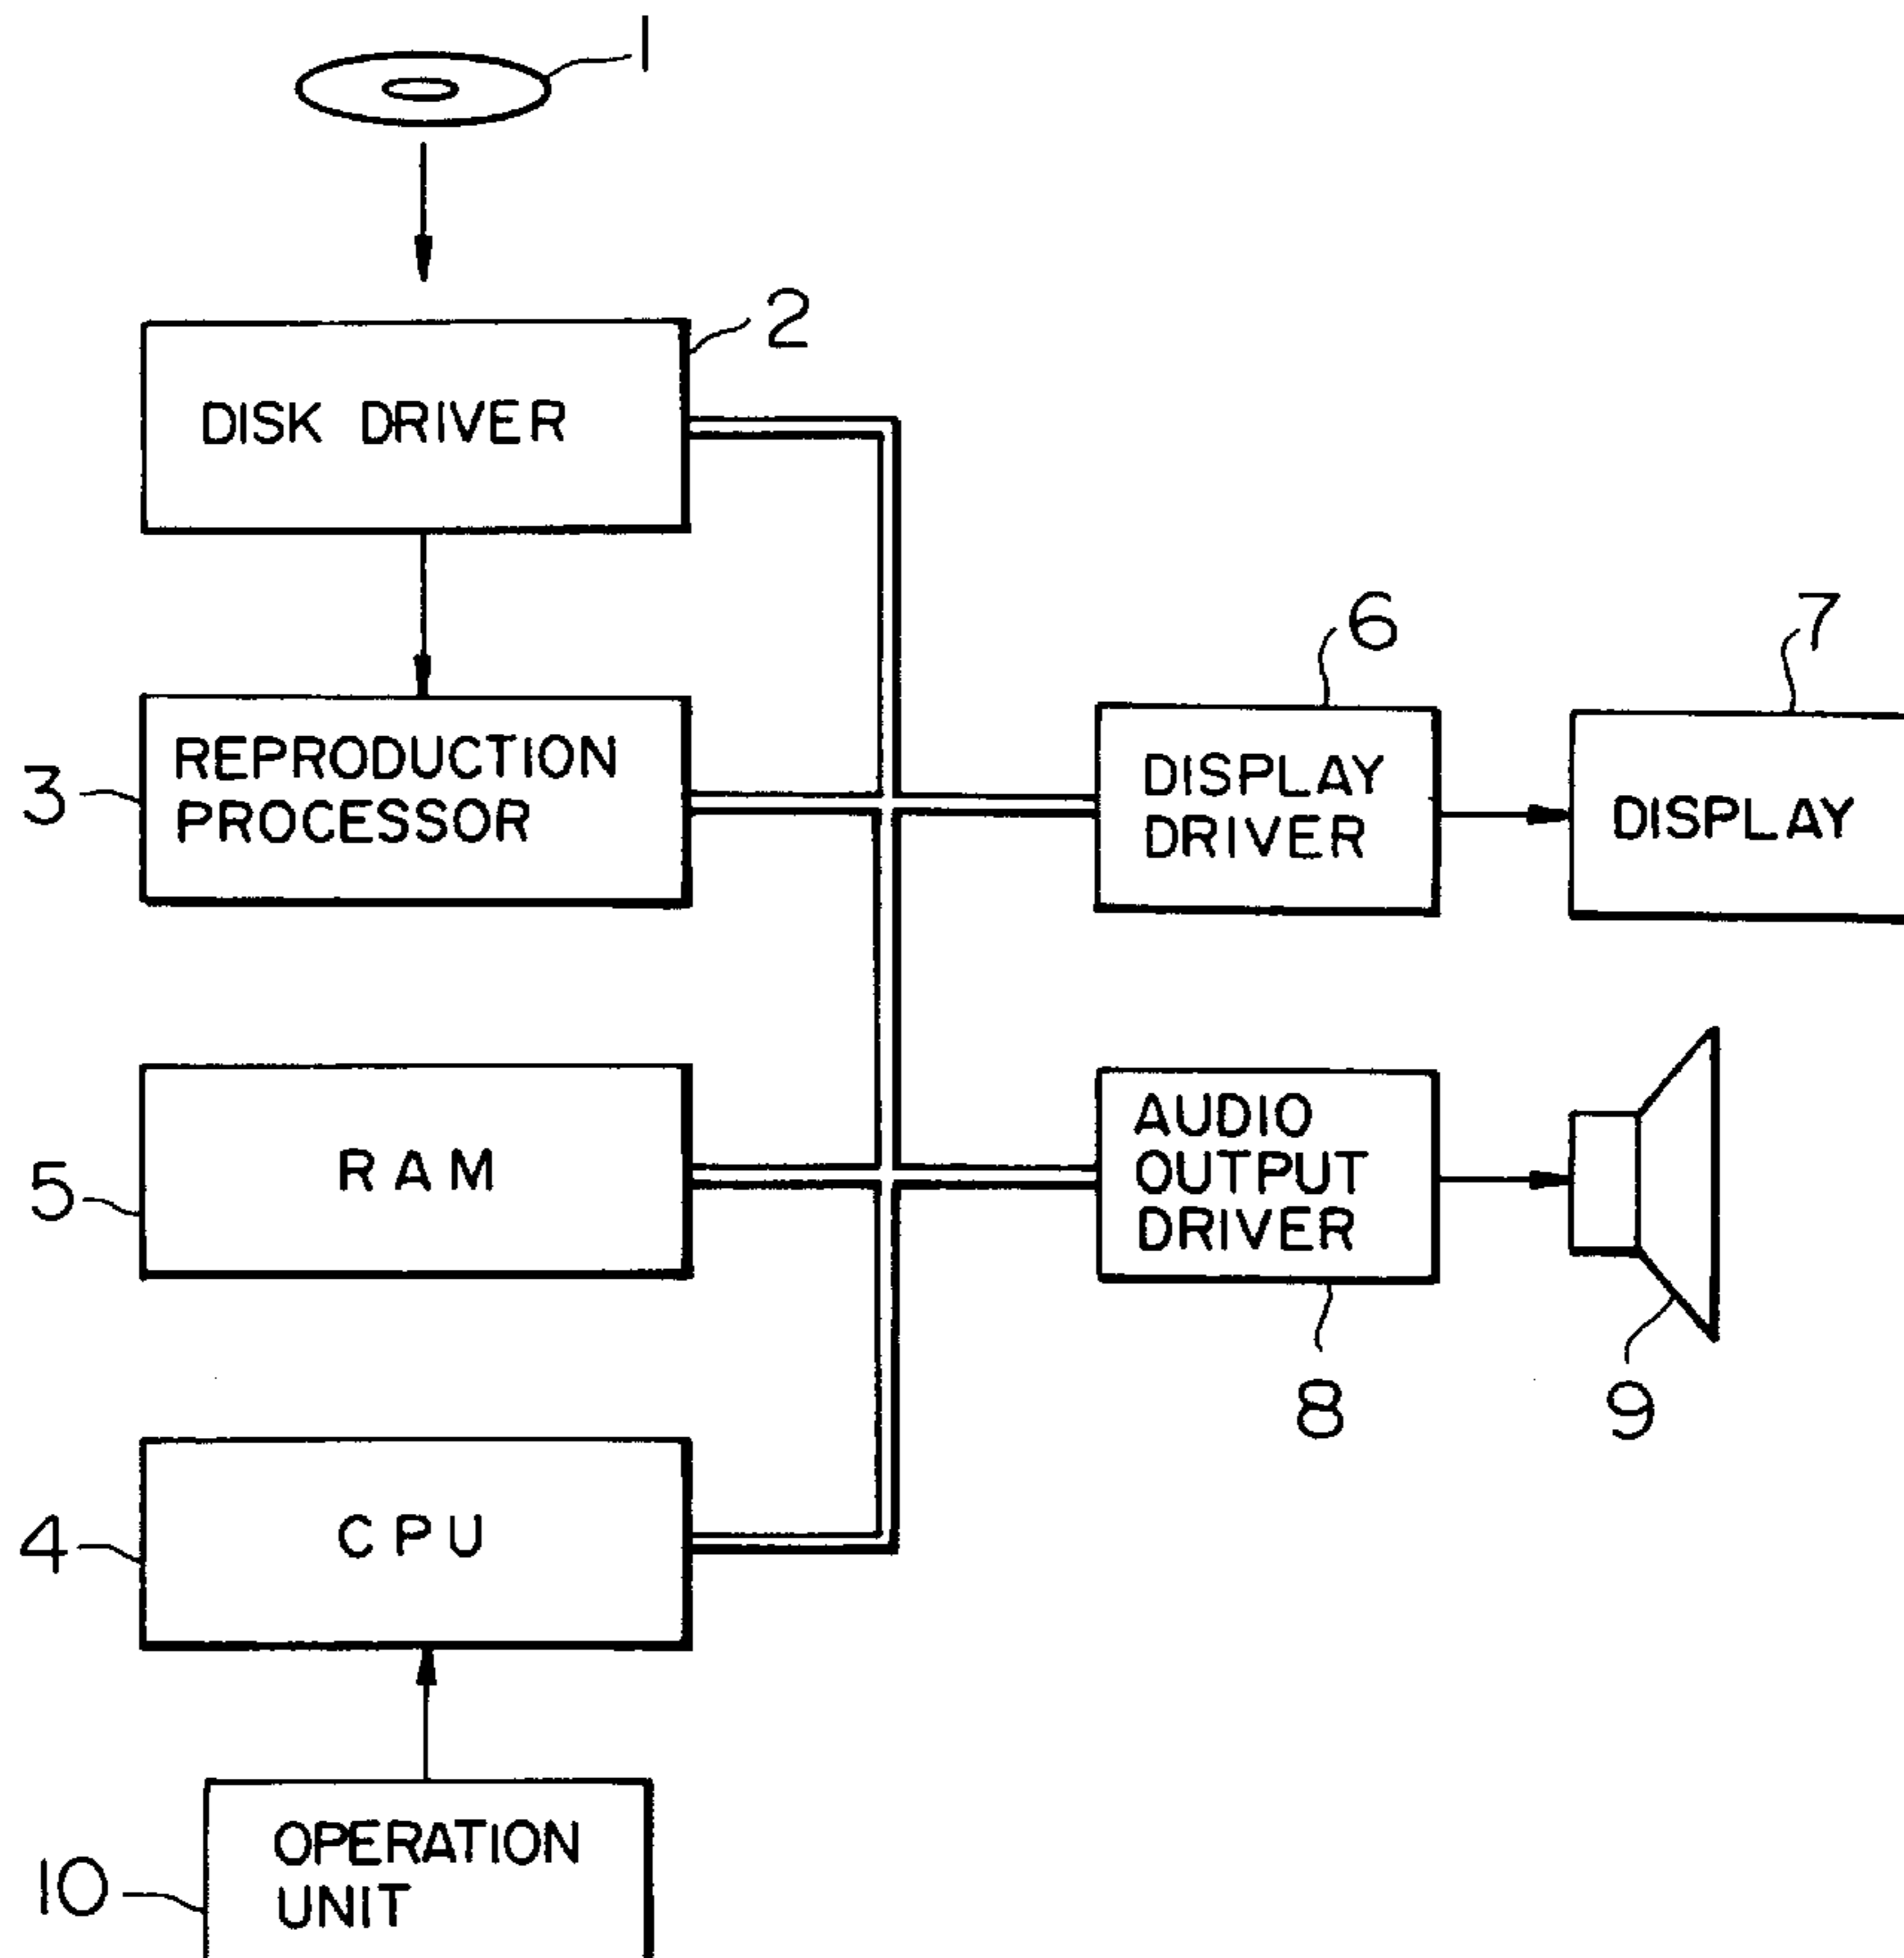 1
2
DISK DRIVER
6
7
3
REPRODUCTION
PROCESSOR
DISPLAY
DRIVER
DISPLAY
5
RAM
AUDIO
OUTPUT
DRIVER
8
9
4
CPU
10
OPERATION
UNIT